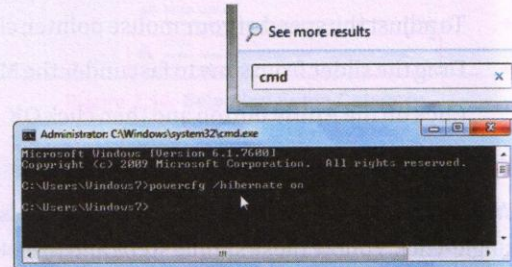 See more results
cmd
Administrator: C:\Windows\system32\cmd.exe
Microsoft Windows [Version 6.1.7600]
Copyright (c) 2009 Microsoft Corporation. All rights reserved.
C:\Users\Windows7>powercfg /hibernate on
C:\Users\Windows7>